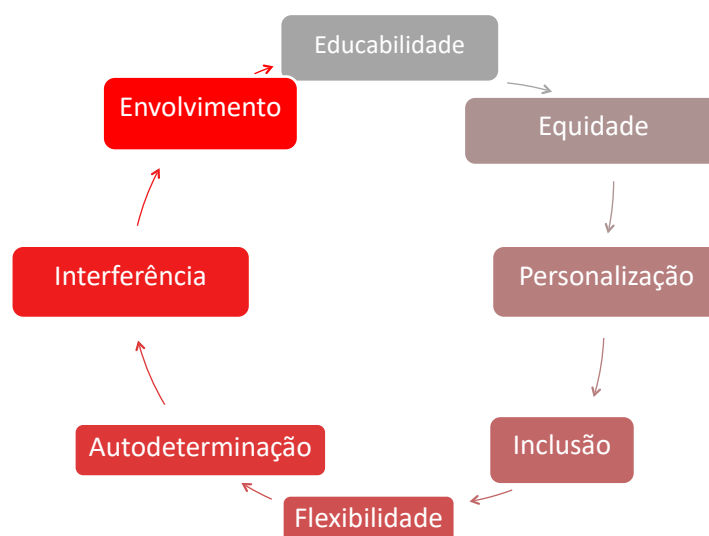 Educabilidade
Equidade
Personalização
Inclusão
Flexibilidade
Autodeterminação
Interferência
Envolvimento